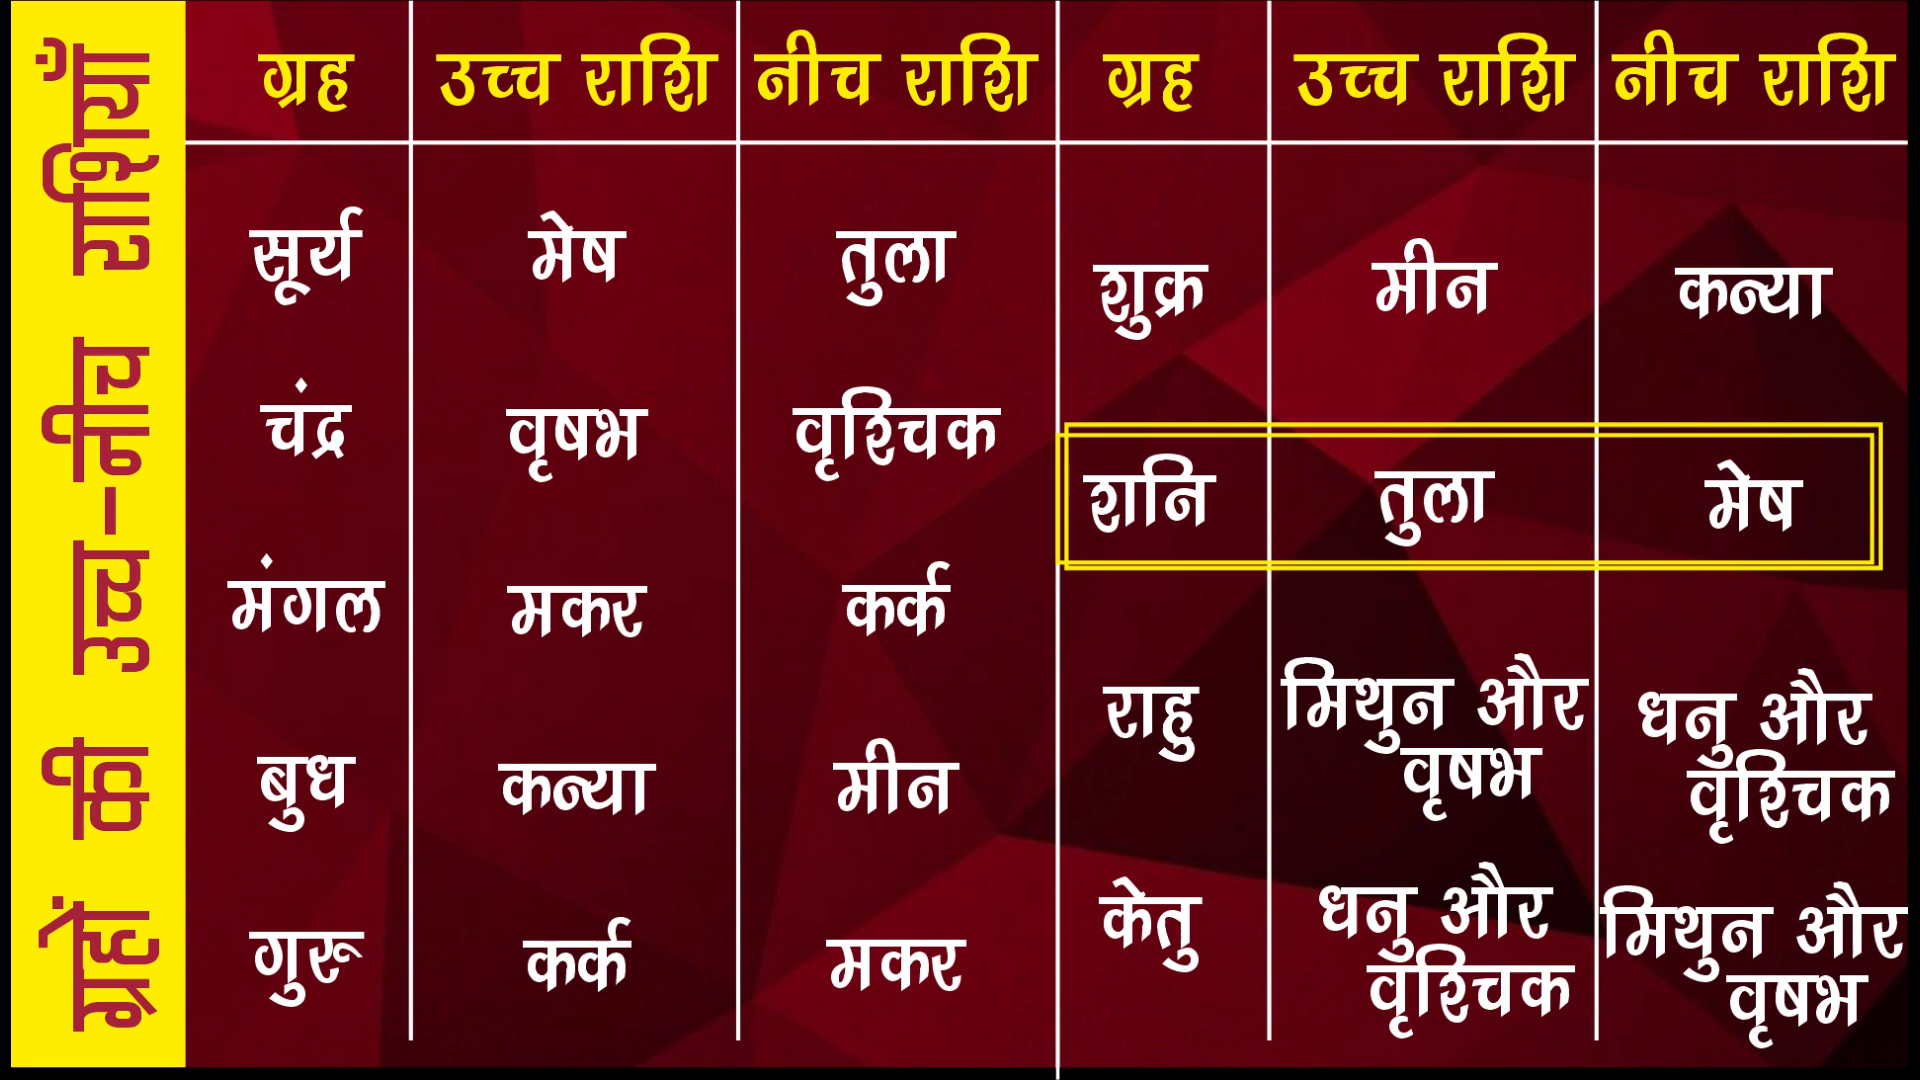 ग्रहों की उच्च-नीच राशियाँ
ग्रह उच्च राशि नीच राशि ग्रह उच्च राशि नीच राशि
सूर्य मेष तुला
चंद्र वृषभ वृश्चिक
मंगल मकर कर्क
बुध कन्या मीन
गुरू कर्क मकर
शुक्र मीन कन्या
शनि तुला मेष
राहु मिथुन और धनु और
वृषभ वृश्चिक
केतु धनु और मिथुन और
वृश्चिक वृषभ